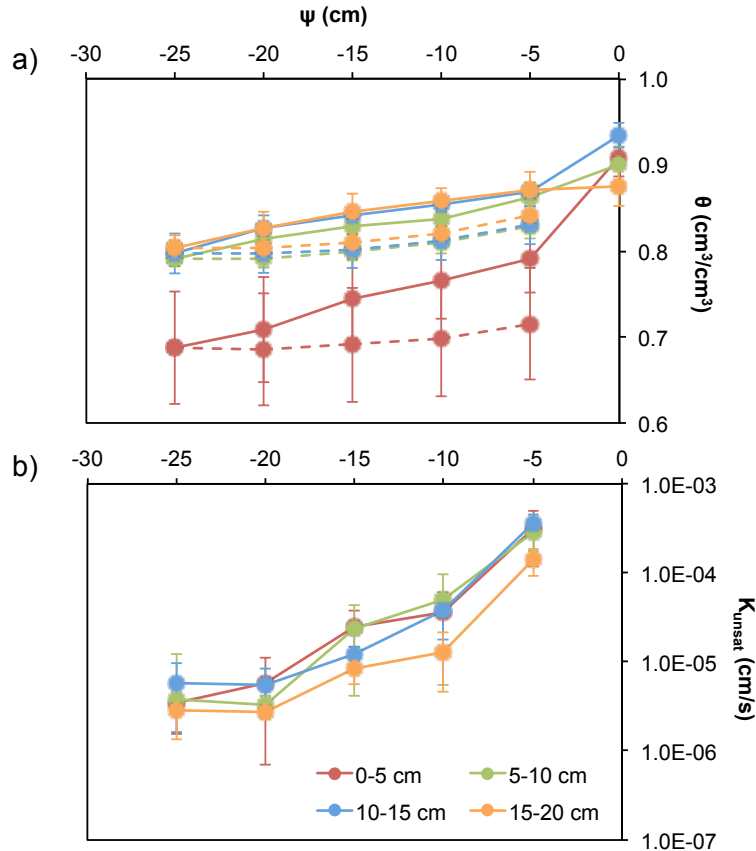 ψ (cm)
a)
-30 -25 -20 -15 -10 -5 0
1.0
0.9
0.8
0.7
0.6
θ (cm³/cm³)
b)
-30 -25 -20 -15 -10 -5 0
1.0E-03
1.0E-04
1.0E-05
1.0E-06
1.0E-07
Kunsat (cm/s)
0-5 cm 5-10 cm
10-15 cm 15-20 cm